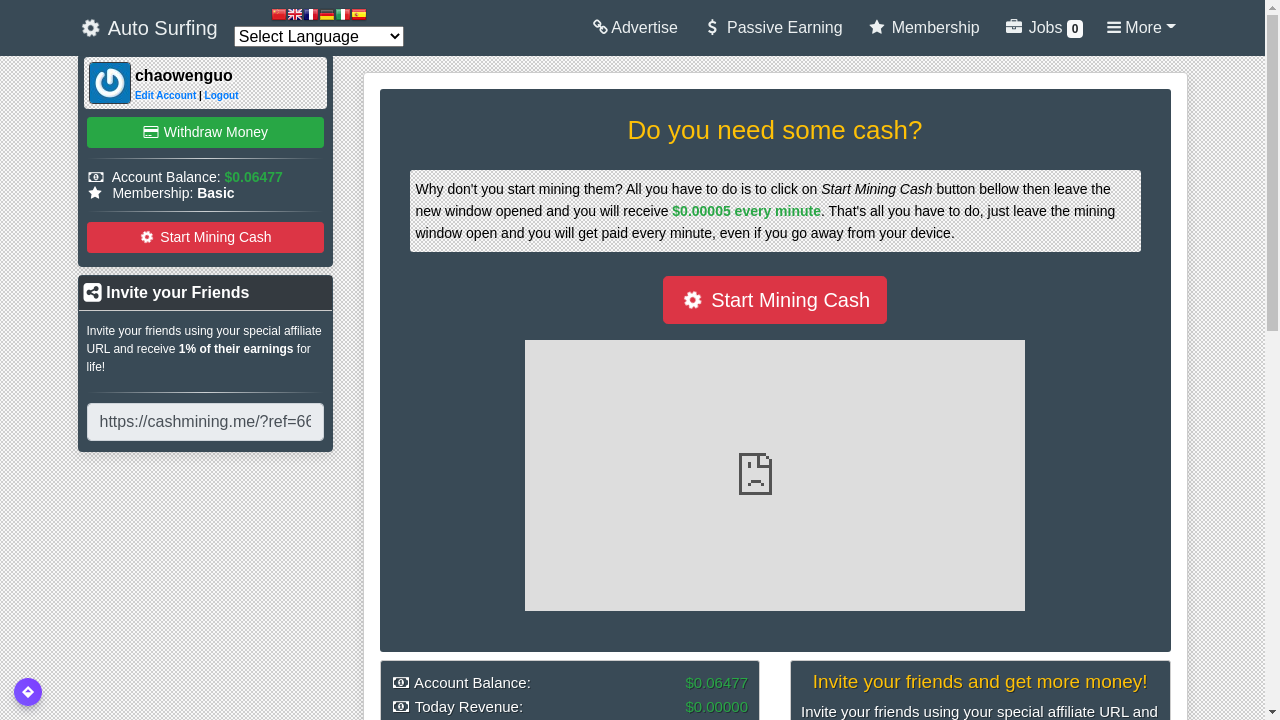 Auto Surfing
Select Language
Advertise
Passive Earning
Membership
Jobs 0
More
chaowenguo
Edit Account | Logout
Withdraw Money
Account Balance: $0.06477
Membership: Basic
Start Mining Cash
Invite your Friends
Invite your friends using your special affiliate
URL and receive 1% of their earnings for
life!
https://cashmining.me/?ref=66
Do you need some cash?
Why don't you start mining them? All you have to do is to click on Start Mining Cash button bellow then leave the
new window opened and you will receive $0.00005 every minute. That's all you have to do, just leave the mining
window open and you will get paid every minute, even if you go away from your device.
Start Mining Cash
Account Balance: $0.06477
Today Revenue: $0.00000
Invite your friends and get more money!
Invite your friends using your special affiliate URL and